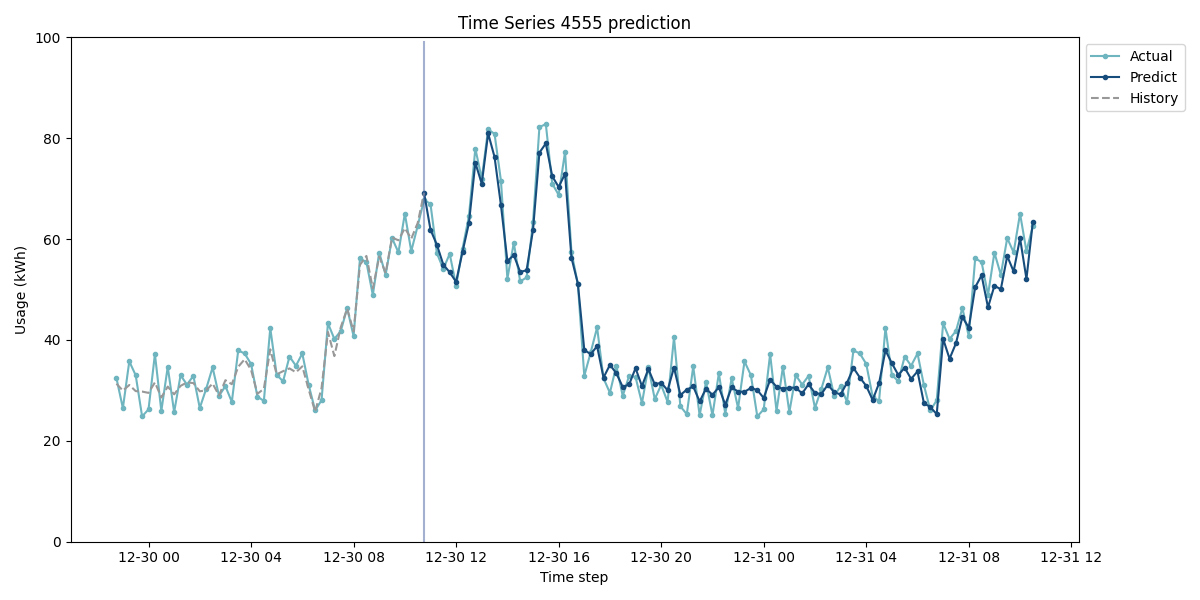 Time Series 4555 prediction
100
80
60
40
20
0
Usage (kWh)
12-30 00
12-30 04
12-30 08
12-30 12
12-30 16
12-30 20
12-31 00
12-31 04
12-31 08
12-31 12
Time step
Actual
Predict
History